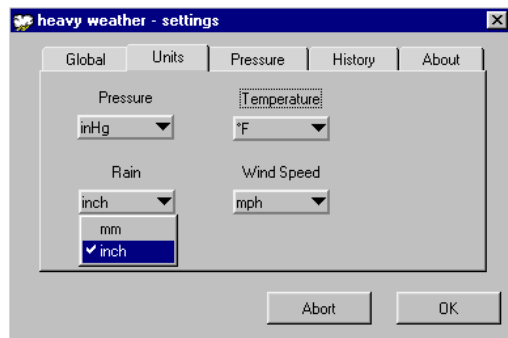 heavy weather - settings
Global Units Pressure History About
Pressure Temperature
inHg °F
Rain Wind Speed
inch mph
mm
inch
Abort OK